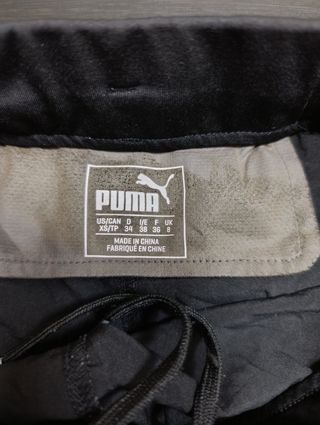 PUMA
US/CAN D I/E F UK
XS/TP 34 38 36 8
MADE IN CHINA
FABRIQUÉ EN CHINE